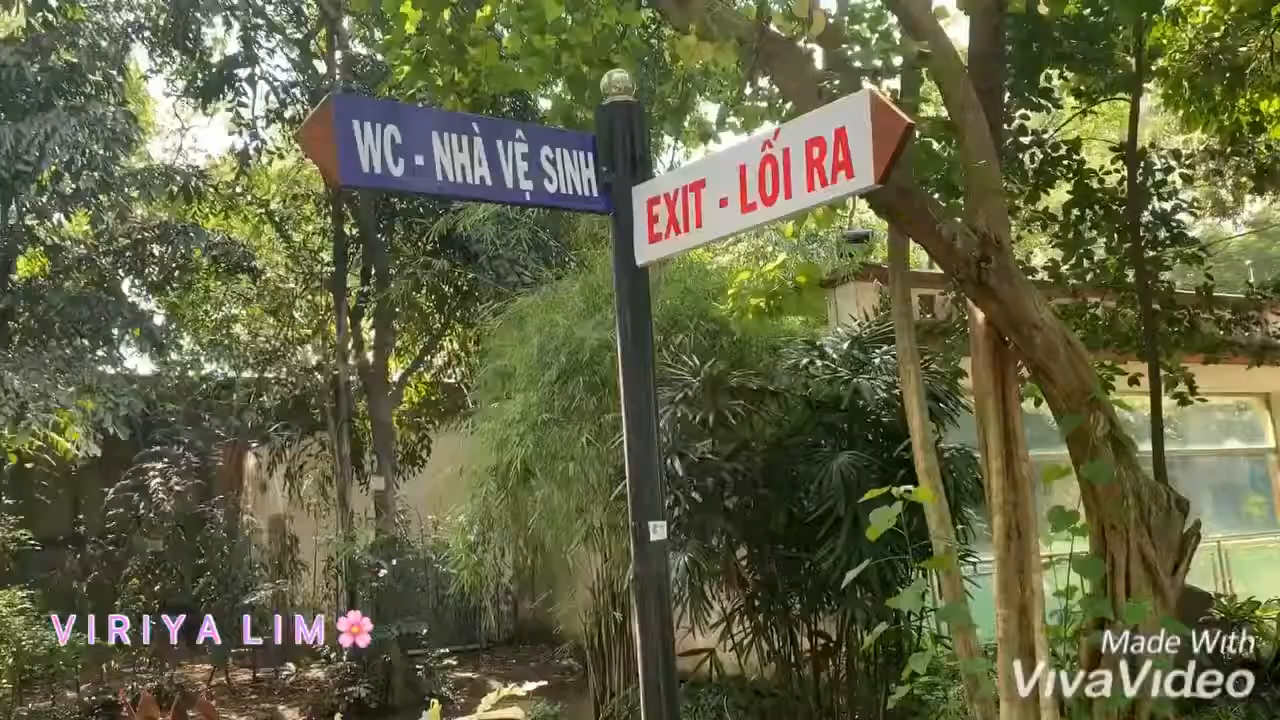 WC - NHÀ VỆ SINH
EXIT - LỐI RA
VIRIYA LIM🌸
Made With
VivaVideo